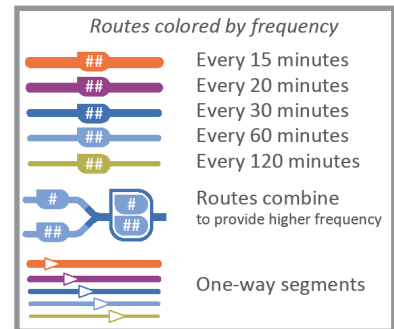 Routes colored by frequency
## Every 15 minutes
## Every 20 minutes
## Every 30 minutes
## Every 60 minutes
## Every 120 minutes
# # Routes combine
## ## to provide higher frequency
One-way segments